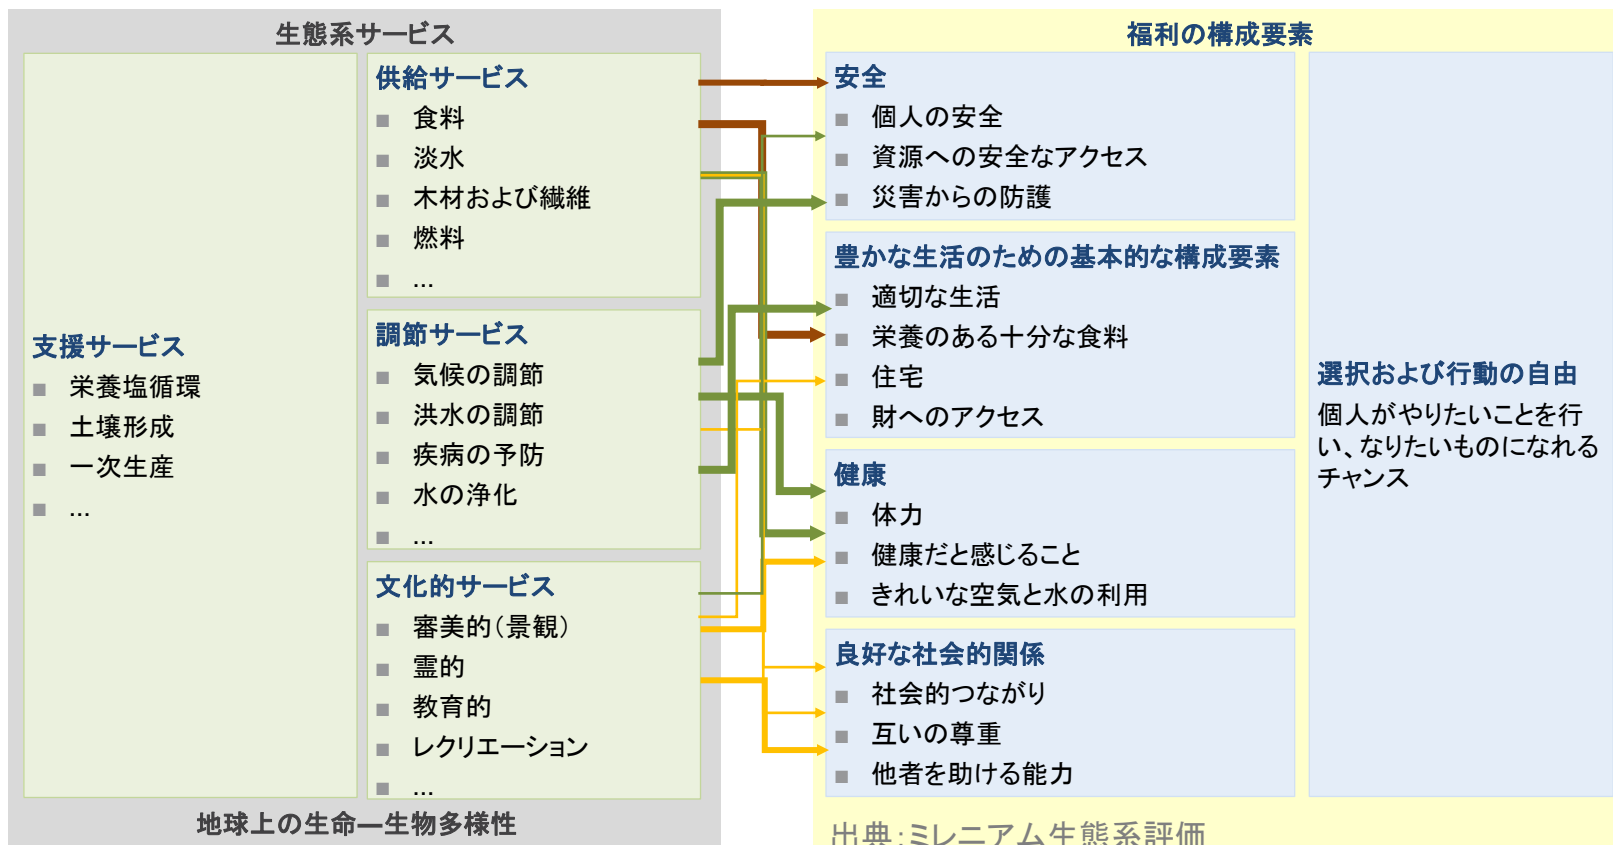 生態系サービス
支援サービス
■ 栄養塩循環
■ 土壌形成
■ 一次生産
■ ...
供給サービス
■ 食料
■ 淡水
■ 木材および繊維
■ 燃料
■ ...
調節サービス
■ 気候の調節
■ 洪水の調節
■ 疾病の予防
■ 水の浄化
■ ...
文化的サービス
■ 審美的(景観)
■ 霊的
■ 教育的
■ レクリエーション
■ ...
地球上の生命―生物多様性
福利の構成要素
安全
■ 個人の安全
■ 資源への安全なアクセス
■ 災害からの防護
豊かな生活のための基本的な構成要素
■ 適切な生活
■ 栄養のある十分な食料
■ 住宅
■ 財へのアクセス
健康
■ 体力
■ 健康だと感じること
■ きれいな空気と水の利用
良好な社会的関係
■ 社会的つながり
■ 互いの尊重
■ 他者を助ける能力
選択および行動の自由
個人がやりたいことを行
い、なりたいものになれる
チャンス
出典:ミレニアム生態系評価